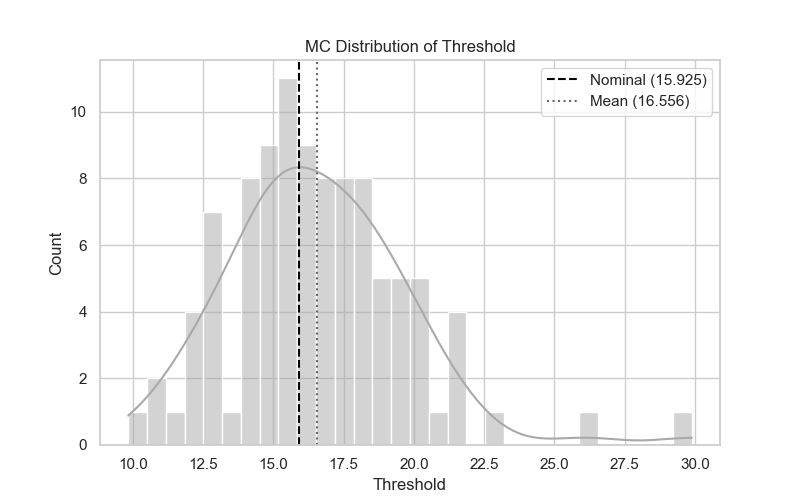 MC Distribution of Threshold
Nominal (15.925)
Mean (16.556)
10
8
6
4
2
0
Count
10.0 12.5 15.0 17.5 20.0 22.5 25.0 27.5 30.0
Threshold